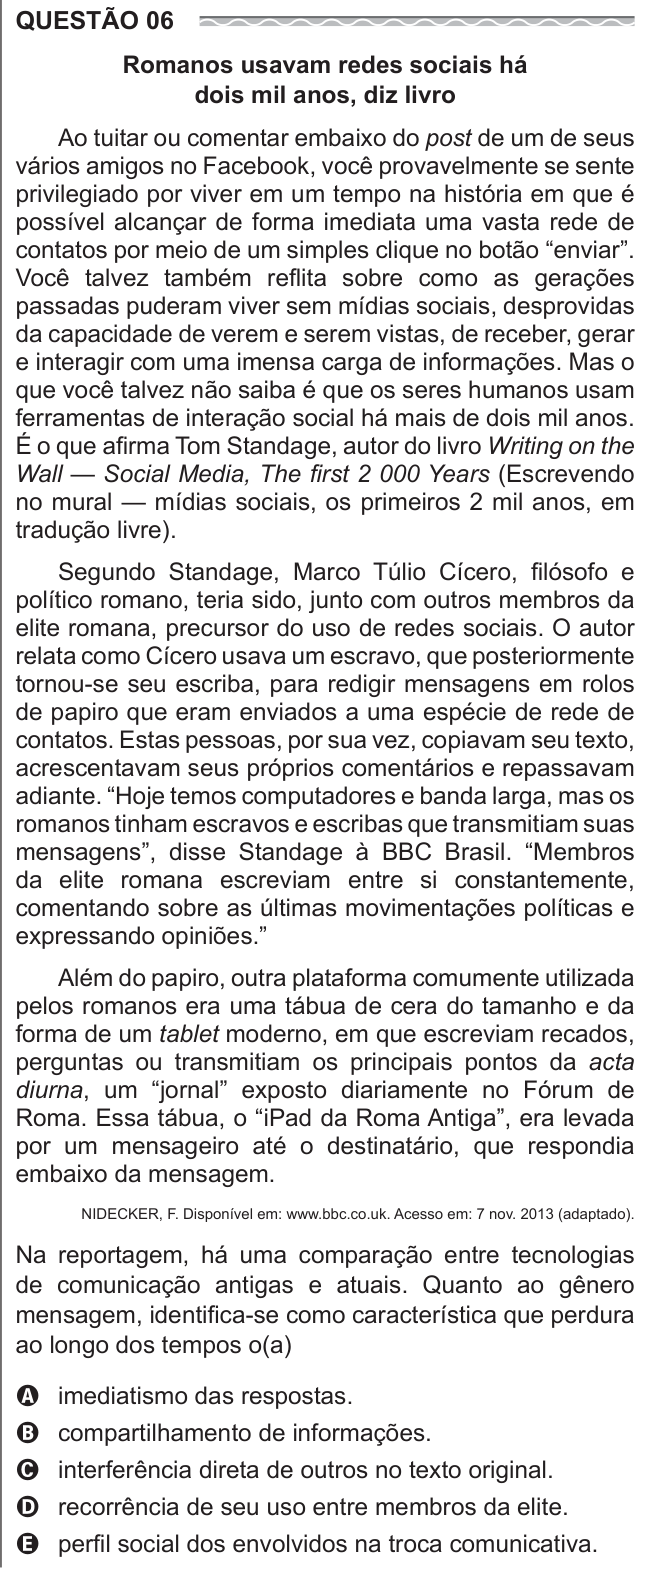 QUESTÃO 06
Romanos usavam redes sociais há
dois mil anos, diz livro
Ao tuitar ou comentar embaixo do post de um de seus
vários amigos no Facebook, você provavelmente se sente
privilegiado por viver em um tempo na história em que é
possível alcançar de forma imediata uma vasta rede de
contatos por meio de um simples clique no botão “enviar”.
Você talvez também reflita sobre como as gerações
passadas puderam viver sem mídias sociais, desprovidas
da capacidade de verem e serem vistas, de receber, gerar
e interagir com uma imensa carga de informações. Mas o
que você talvez não saiba é que os seres humanos usam
ferramentas de interação social há mais de dois mil anos.
É o que afirma Tom Standage, autor do livro Writing on the
Wall — Social Media, The first 2 000 Years (Escrevendo
no mural — mídias sociais, os primeiros 2 mil anos, em
tradução livre).
Segundo Standage, Marco Túlio Cícero, filósofo e
político romano, teria sido, junto com outros membros da
elite romana, precursor do uso de redes sociais. O autor
relata como Cícero usava um escravo, que posteriormente
tornou-se seu escriba, para redigir mensagens em rolos
de papiro que eram enviados a uma espécie de rede de
contatos. Estas pessoas, por sua vez, copiavam seu texto,
acrescentavam seus próprios comentários e repassavam
adiante. “Hoje temos computadores e banda larga, mas os
romanos tinham escravos e escribas que transmitiam suas
mensagens”, disse Standage à BBC Brasil. “Membros
da elite romana escreviam entre si constantemente,
comentando sobre as últimas movimentações políticas e
expressando opiniões.”
Além do papiro, outra plataforma comumente utilizada
pelos romanos era uma tábua de cera do tamanho e da
forma de um tablet moderno, em que escreviam recados,
perguntas ou transmitiam os principais pontos da acta
diurna, um “jornal” exposto diariamente no Fórum de
Roma. Essa tábua, o “iPad da Roma Antiga”, era levada
por um mensageiro até o destinatário, que respondia
embaixo da mensagem.
NIDECKER, F. Disponível em: www.bbc.co.uk. Acesso em: 7 nov. 2013 (adaptado).
Na reportagem, há uma comparação entre tecnologias
de comunicação antigas e atuais. Quanto ao gênero
mensagem, identifica-se como característica que perdura
ao longo dos tempos o(a)
A imediatismo das respostas.
B compartilhamento de informações.
C interferência direta de outros no texto original.
D recorrência de seu uso entre membros da elite.
E perfil social dos envolvidos na troca comunicativa.